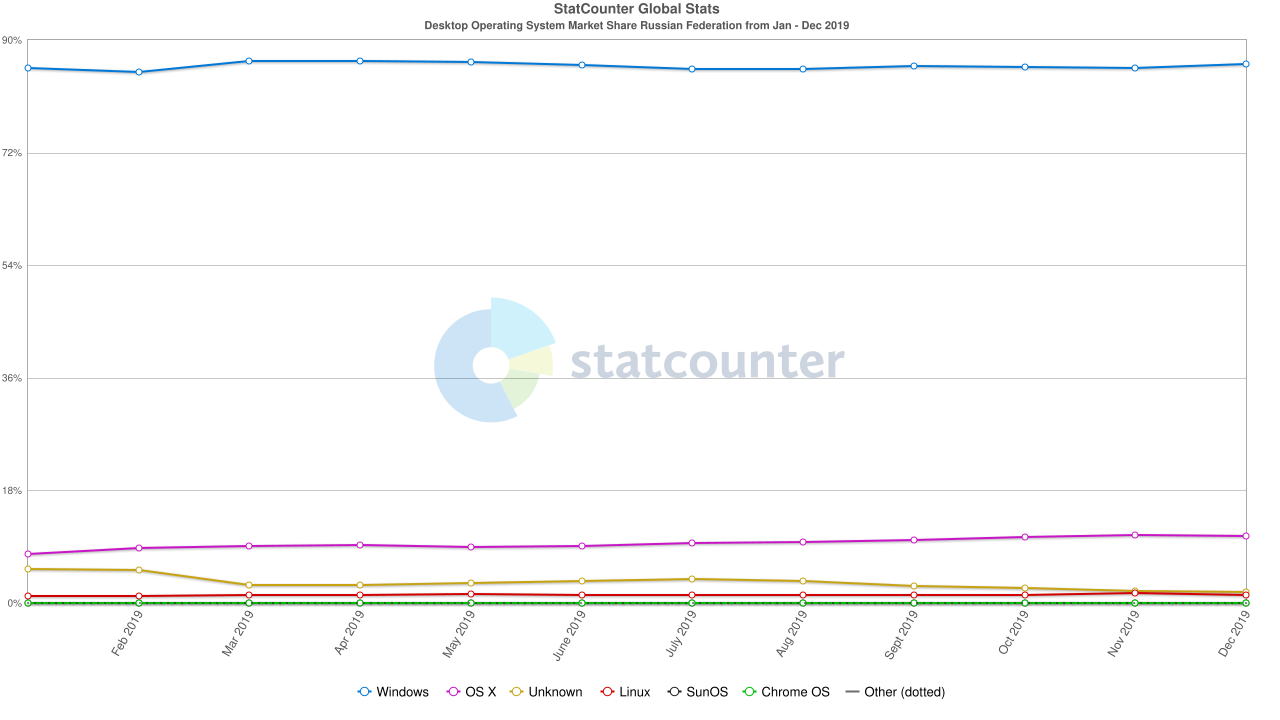 StatCounter Global Stats
Desktop Operating System Market Share Russian Federation from Jan - Dec 2019
90%
72%
54%
36%
18%
0%
statcounter
Feb 2019
Mar 2019
Apr 2019
May 2019
June 2019
July 2019
Aug 2019
Sept 2019
Oct 2019
Nov 2019
Dec 2019
Windows OS X Unknown Linux SunOS Chrome OS Other (dotted)